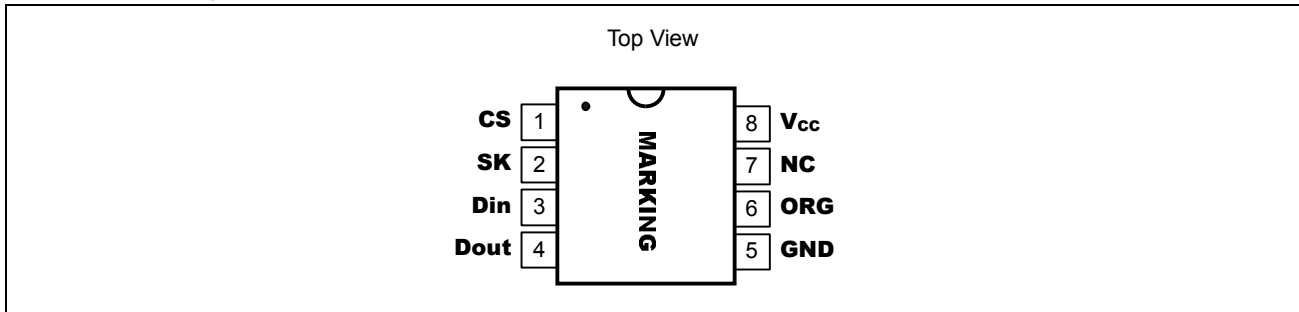 Top View
CS 1
SK 2
Din 3
Dout 4
MARKING
8 Vcc
7 NC
6 ORG
5 GND